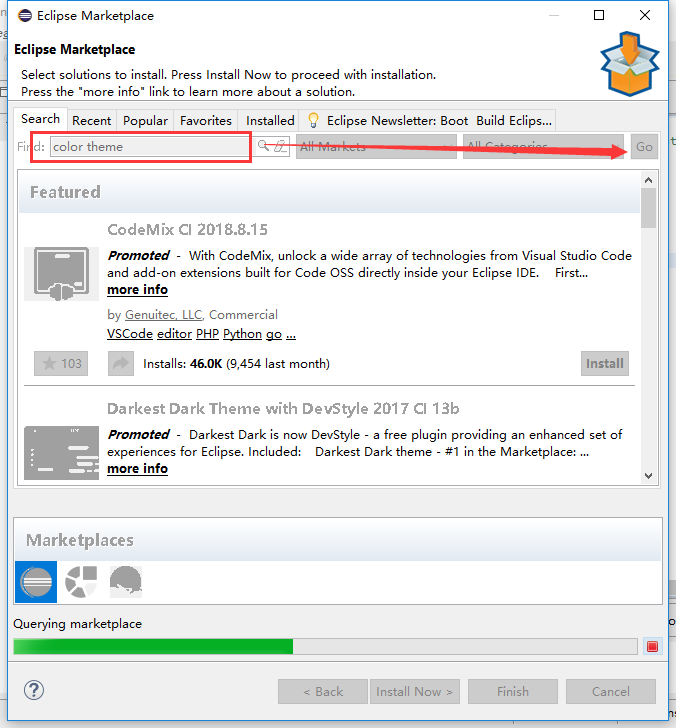 Eclipse Marketplace
Eclipse Marketplace
Select solutions to install. Press Install Now to proceed with installation.
Press the "more info" link to learn more about a solution.
Search Recent Popular Favorites Installed Eclipse Newsletter: Boot Build Eclips...
Find: color theme All Markets All Categories Go
Featured
CodeMix CI 2018.8.15
Promoted - With CodeMix, unlock a wide array of technologies from Visual Studio Code
and add-on extensions built for Code OSS directly inside your Eclipse IDE. First...
more info
by Genuitec, LLC, Commercial
VSCode editor PHP Python go ...
103 Installs: 46.0K (9,454 last month) Install
Darkest Dark Theme with DevStyle 2017 CI 13b
Promoted - Darkest Dark is now DevStyle - a free plugin providing an enhanced set of
experiences for Eclipse. Included: Darkest Dark theme - #1 in the Marketplace: ...
more info
Marketplaces
Querying marketplace
? < Back Install Now > Finish Cancel